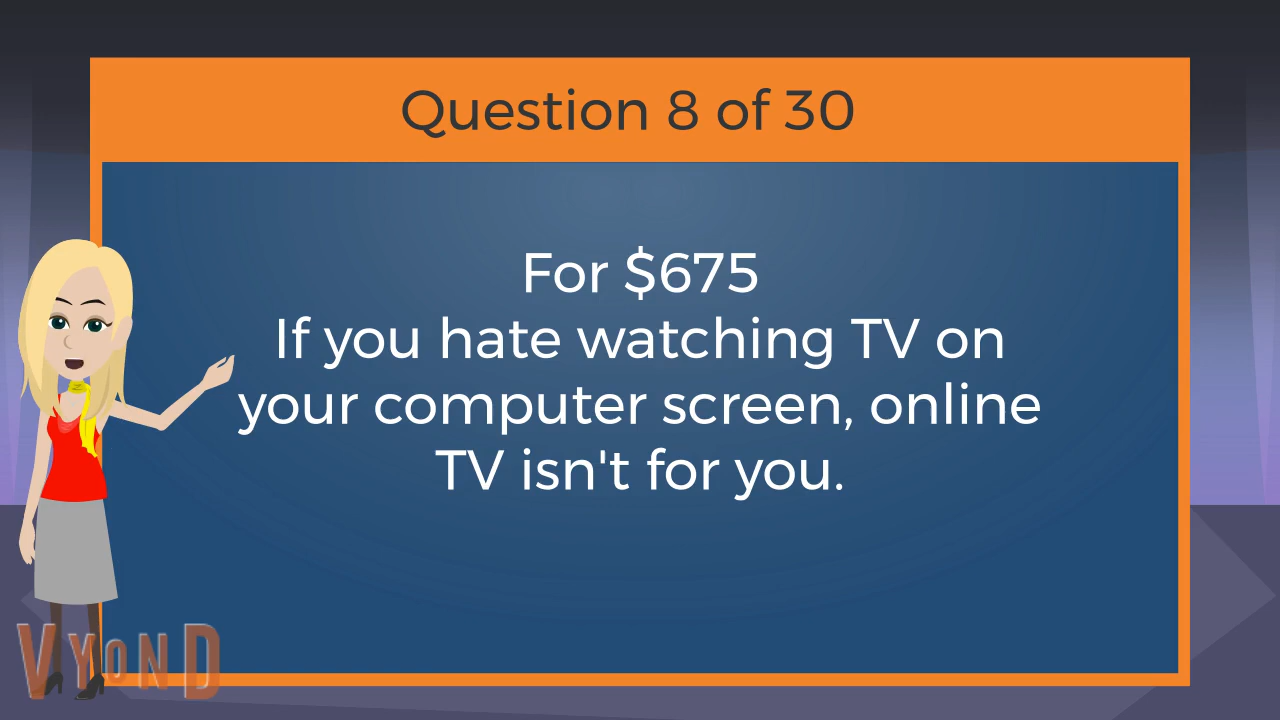 Question 8 of 30
For $675
If you hate watching TV on
your computer screen, online
TV isn't for you.
VYOND